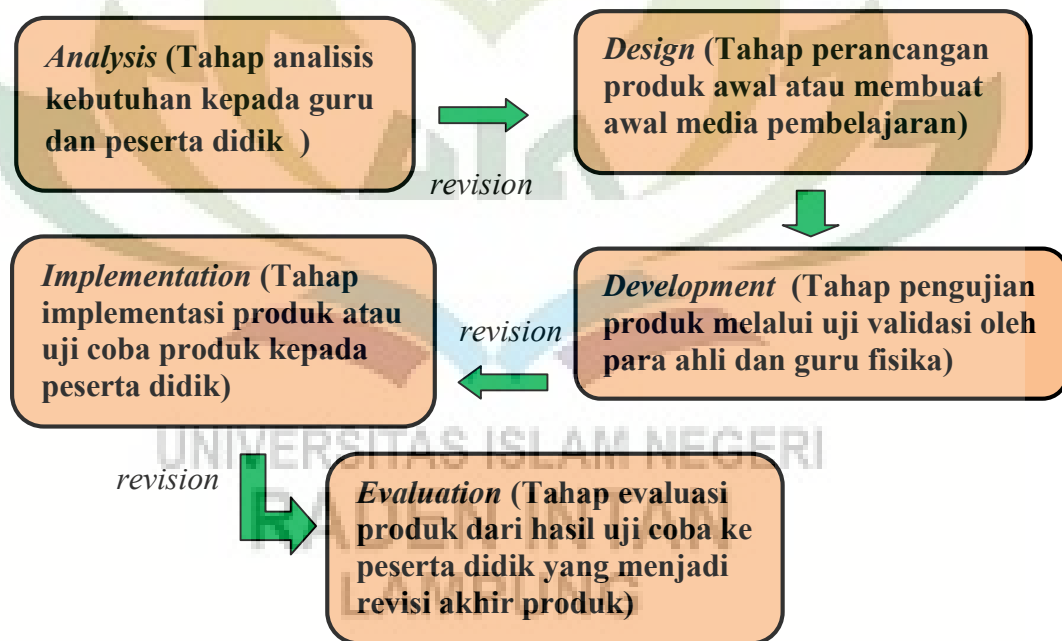 Analysis (Tahap analisis
kebutuhan kepada guru
dan peserta didik )
revision
Design (Tahap perancangan
produk awal atau membuat
awal media pembelajaran)
Development (Tahap pengujian
produk melalui uji validasi oleh
para ahli dan guru fisika)
revision
Implementation (Tahap
implementasi produk atau
uji coba produk kepada
peserta didik)
revision
Evaluation (Tahap evaluasi
produk dari hasil uji coba ke
peserta didik yang menjadi
revisi akhir produk)
UNIVERSITAS ISLAM NEGERI
RADEN INTAN
LAMPUNG